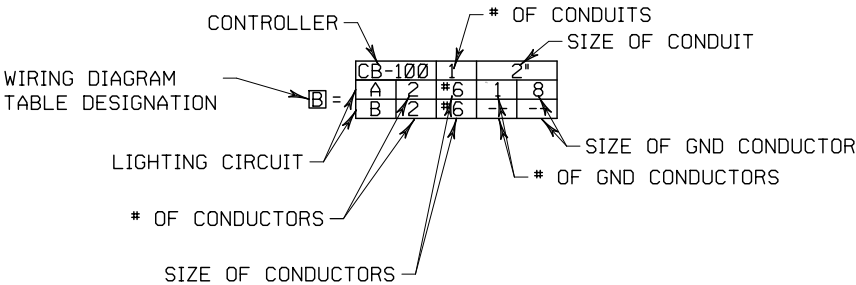 CONTROLLER
# OF CONDUITS
SIZE OF CONDUIT
WIRING DIAGRAM
TABLE DESIGNATION
B =
CB-100 1 2"
A 2 #6 1 8
B 2 #6 -- --
LIGHTING CIRCUIT
SIZE OF GND CONDUCTOR
# OF GND CONDUCTORS
# OF CONDUCTORS
SIZE OF CONDUCTORS